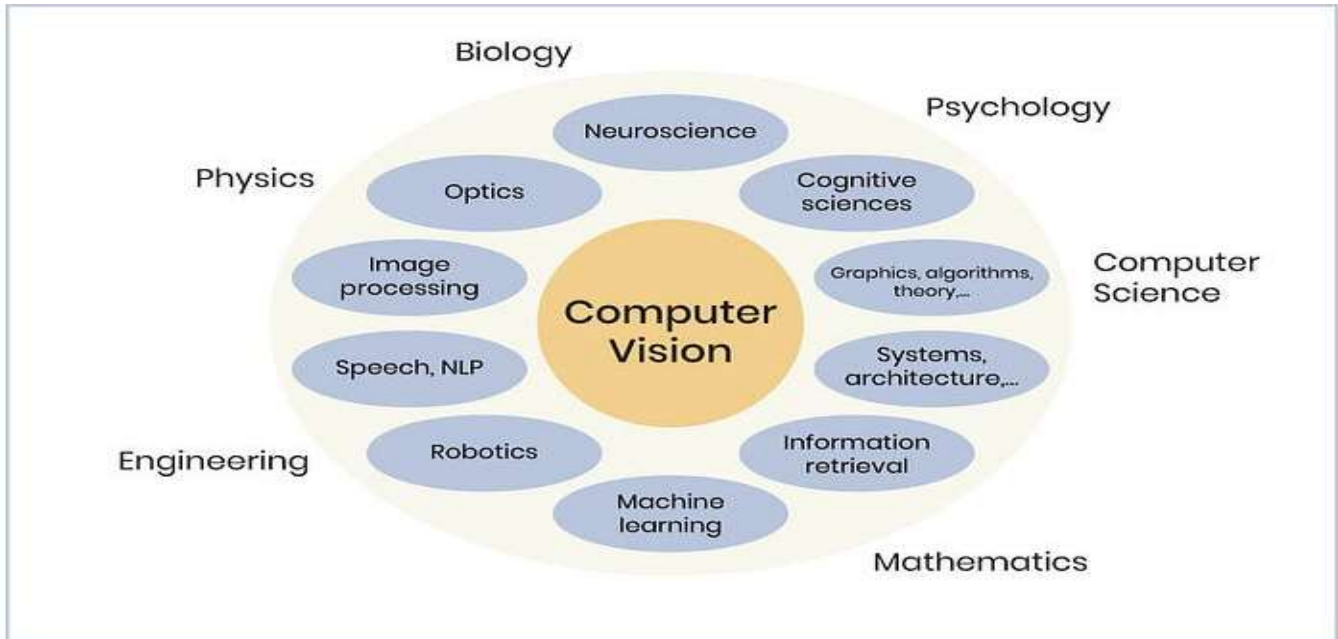 Biology
Psychology
Neuroscience
Physics
Optics
Cognitive
sciences
Image
processing
Graphics, algorithms,
theory,...
Computer
Science
Computer
Vision
Speech, NLP
Systems,
architecture,...
Engineering
Robotics
Information
retrieval
Machine
learning
Mathematics